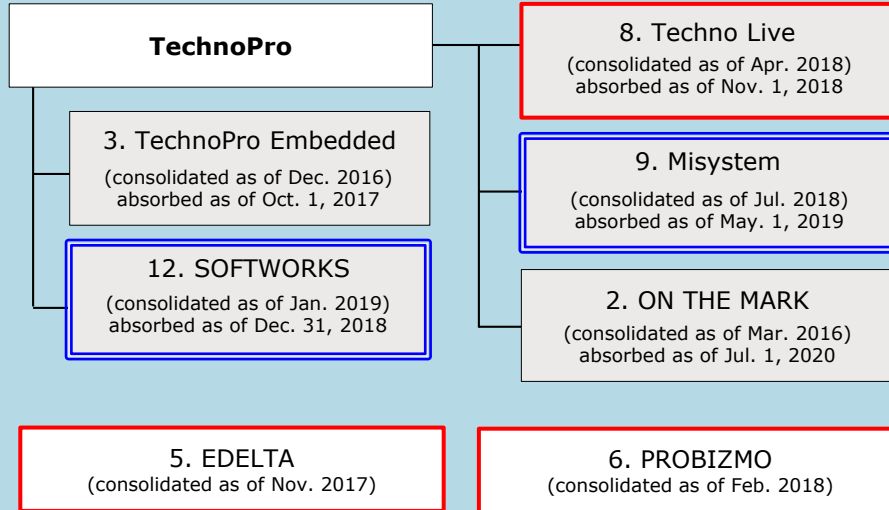 TechnoPro
3. TechnoPro Embedded
(consolidated as of Dec. 2016)
absorbed as of Oct. 1, 2017
12. SOFTWORKS
(consolidated as of Jan. 2019)
absorbed as of Dec. 31, 2018
8. Techno Live
(consolidated as of Apr. 2018)
absorbed as of Nov. 1, 2018
9. Misystem
(consolidated as of Jul. 2018)
absorbed as of May. 1, 2019
2. ON THE MARK
(consolidated as of Mar. 2016)
absorbed as of Jul. 1, 2020
5. EDELTA
(consolidated as of Nov. 2017)
6. PROBIZMO
(consolidated as of Feb. 2018)